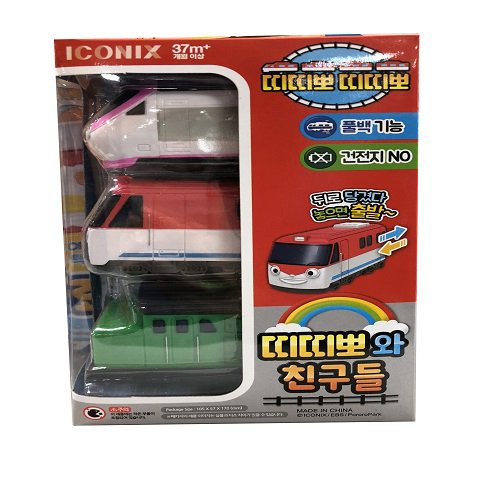 ICONIX
37m+
개월 이상
띠띠뽀 띠띠뽀
풀백 기능
건전지 NO
뒤로 당겼다
놓으면 출발~
띠띠뽀와
친구들
MADE IN CHINA
©ICONIX / EBS / PororoPark